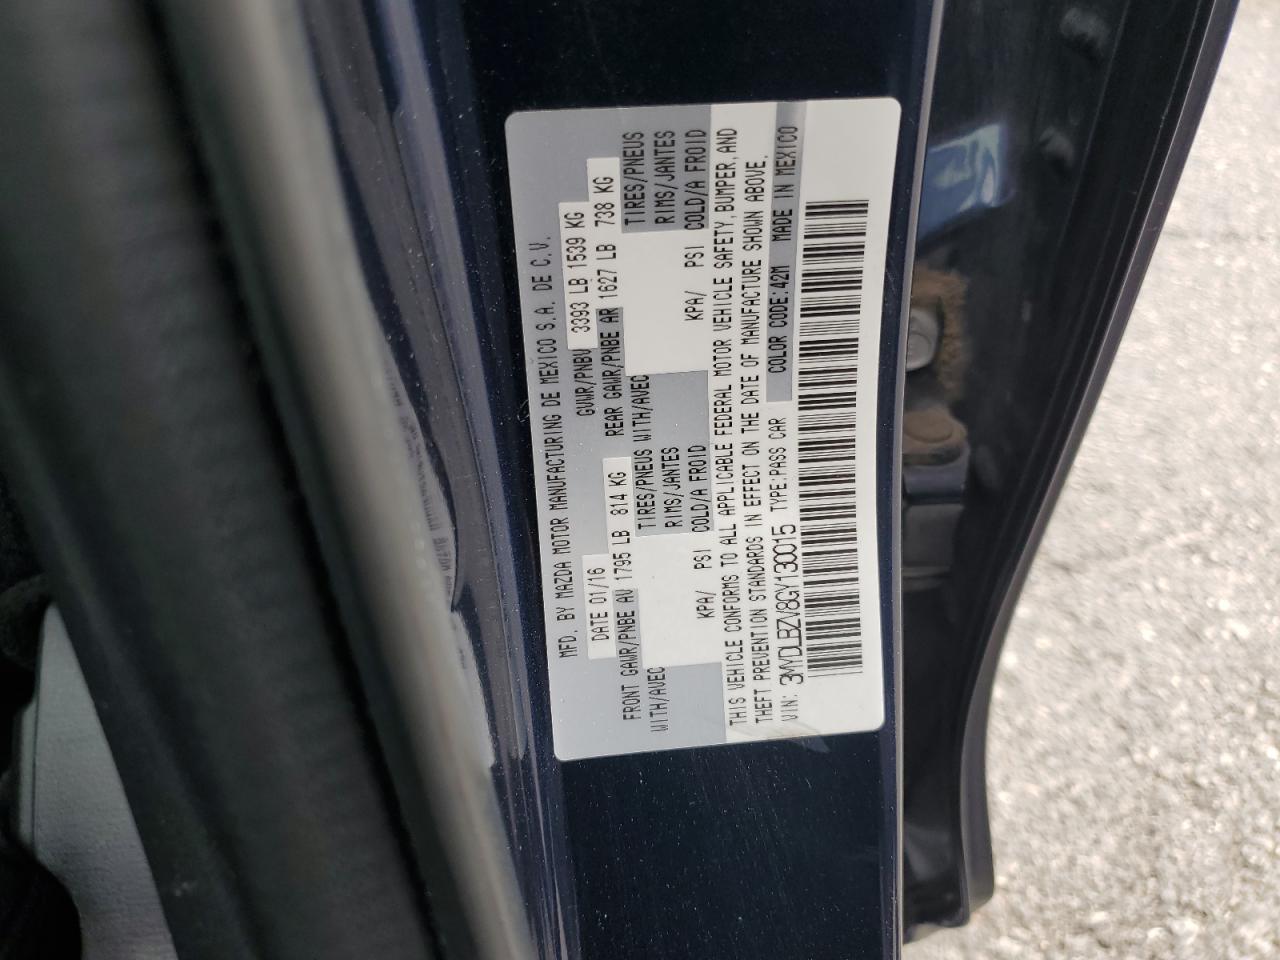 MFD. BY MAZDA MOTOR MANUFACTURING DE MEXICO S.A. DE C.V.
DATE 01/16 GVWR/PNBV 3393 LB 1539 KG
FRONT GAWR/PNBE AV 1795 LB 814 KG REAR GAWR/PNBE AR 1627 LB 738 KG
WITH/AVEC TIRES/PNEUS WITH/AVEC TIRES/PNEUS
RIMS/JANTES RIMS/JANTES
KPA/ PSI COLD/A FROID KPA/ PSI COLD/A FROID
THIS VEHICLE CONFORMS TO ALL APPLICABLE FEDERAL MOTOR VEHICLE SAFETY, BUMPER, AND
THEFT PREVENTION STANDARDS IN EFFECT ON THE DATE OF MANUFACTURE SHOWN ABOVE.
VIN: 3MYDLBZV8GY130015 TYPE:PASS CAR COLOR CODE:42M MADE IN MEXICO